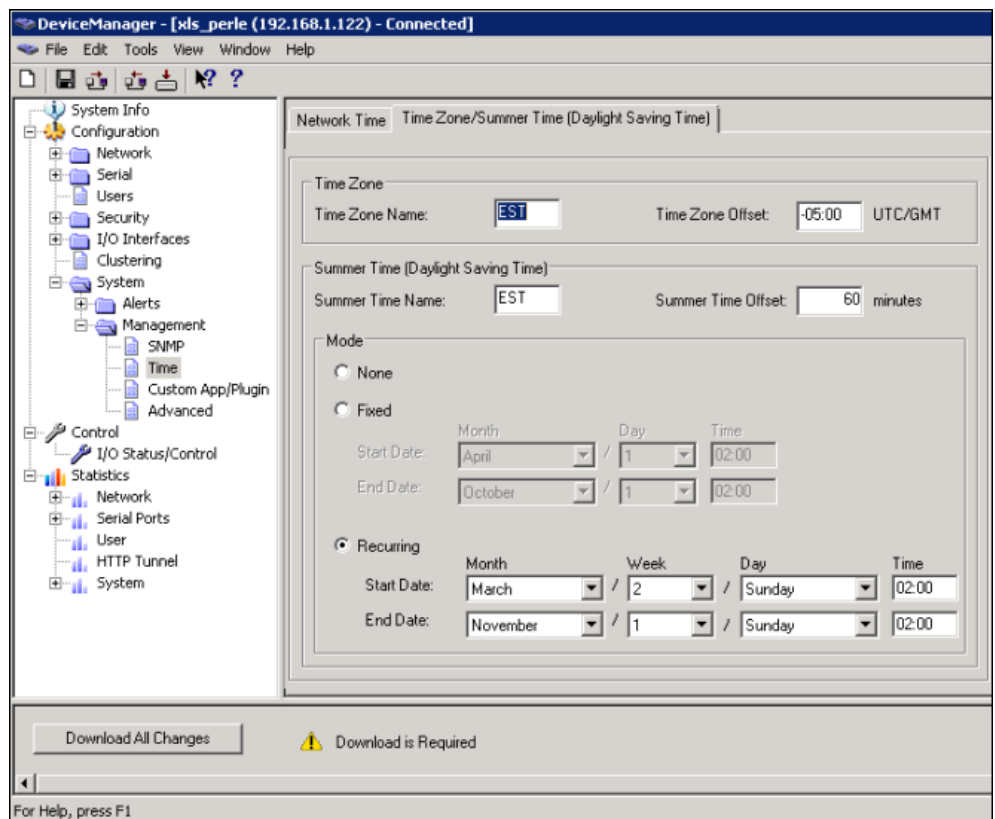 DeviceManager - [xls_perle (192.168.1.122) - Connected]
File Edit Tools View Window Help
System Info
Configuration
Network
Serial
Users
Security
I/O Interfaces
Clustering
System
Alerts
Management
SNMP
Time
Custom App/Plugin
Advanced
Control
I/O Status/Control
Statistics
Network
Serial Ports
User
HTTP Tunnel
System
Network Time Time Zone/Summer Time (Daylight Saving Time)
Time Zone
Time Zone Name: EST Time Zone Offset: -05:00 UTC/GMT
Summer Time (Daylight Saving Time)
Summer Time Name: EST Summer Time Offset: 60 minutes
Mode
None
Fixed
Month Day Time
Start Date: April / 1 02:00
End Date: October / 1 02:00
Recurring
Month Week Day Time
Start Date: March / 2 / Sunday 02:00
End Date: November / 1 / Sunday 02:00
Download All Changes Download is Required
For Help, press F1